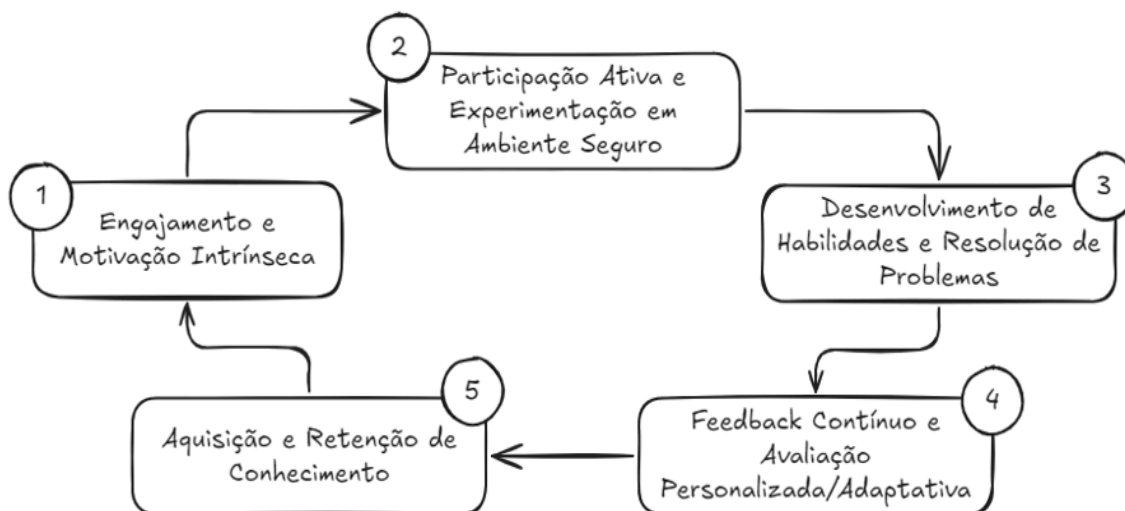 1
Engajamento e
Motivação Intrínseca
2
Participação Ativa e
Experimentação em
Ambiente Seguro
3
Desenvolvimento de
Habilidades e Resolução de
Problemas
4
Feedback Contínuo e
Avaliação
Personalizada/Adaptativa
5
Aquisição e Retenção de
Conhecimento